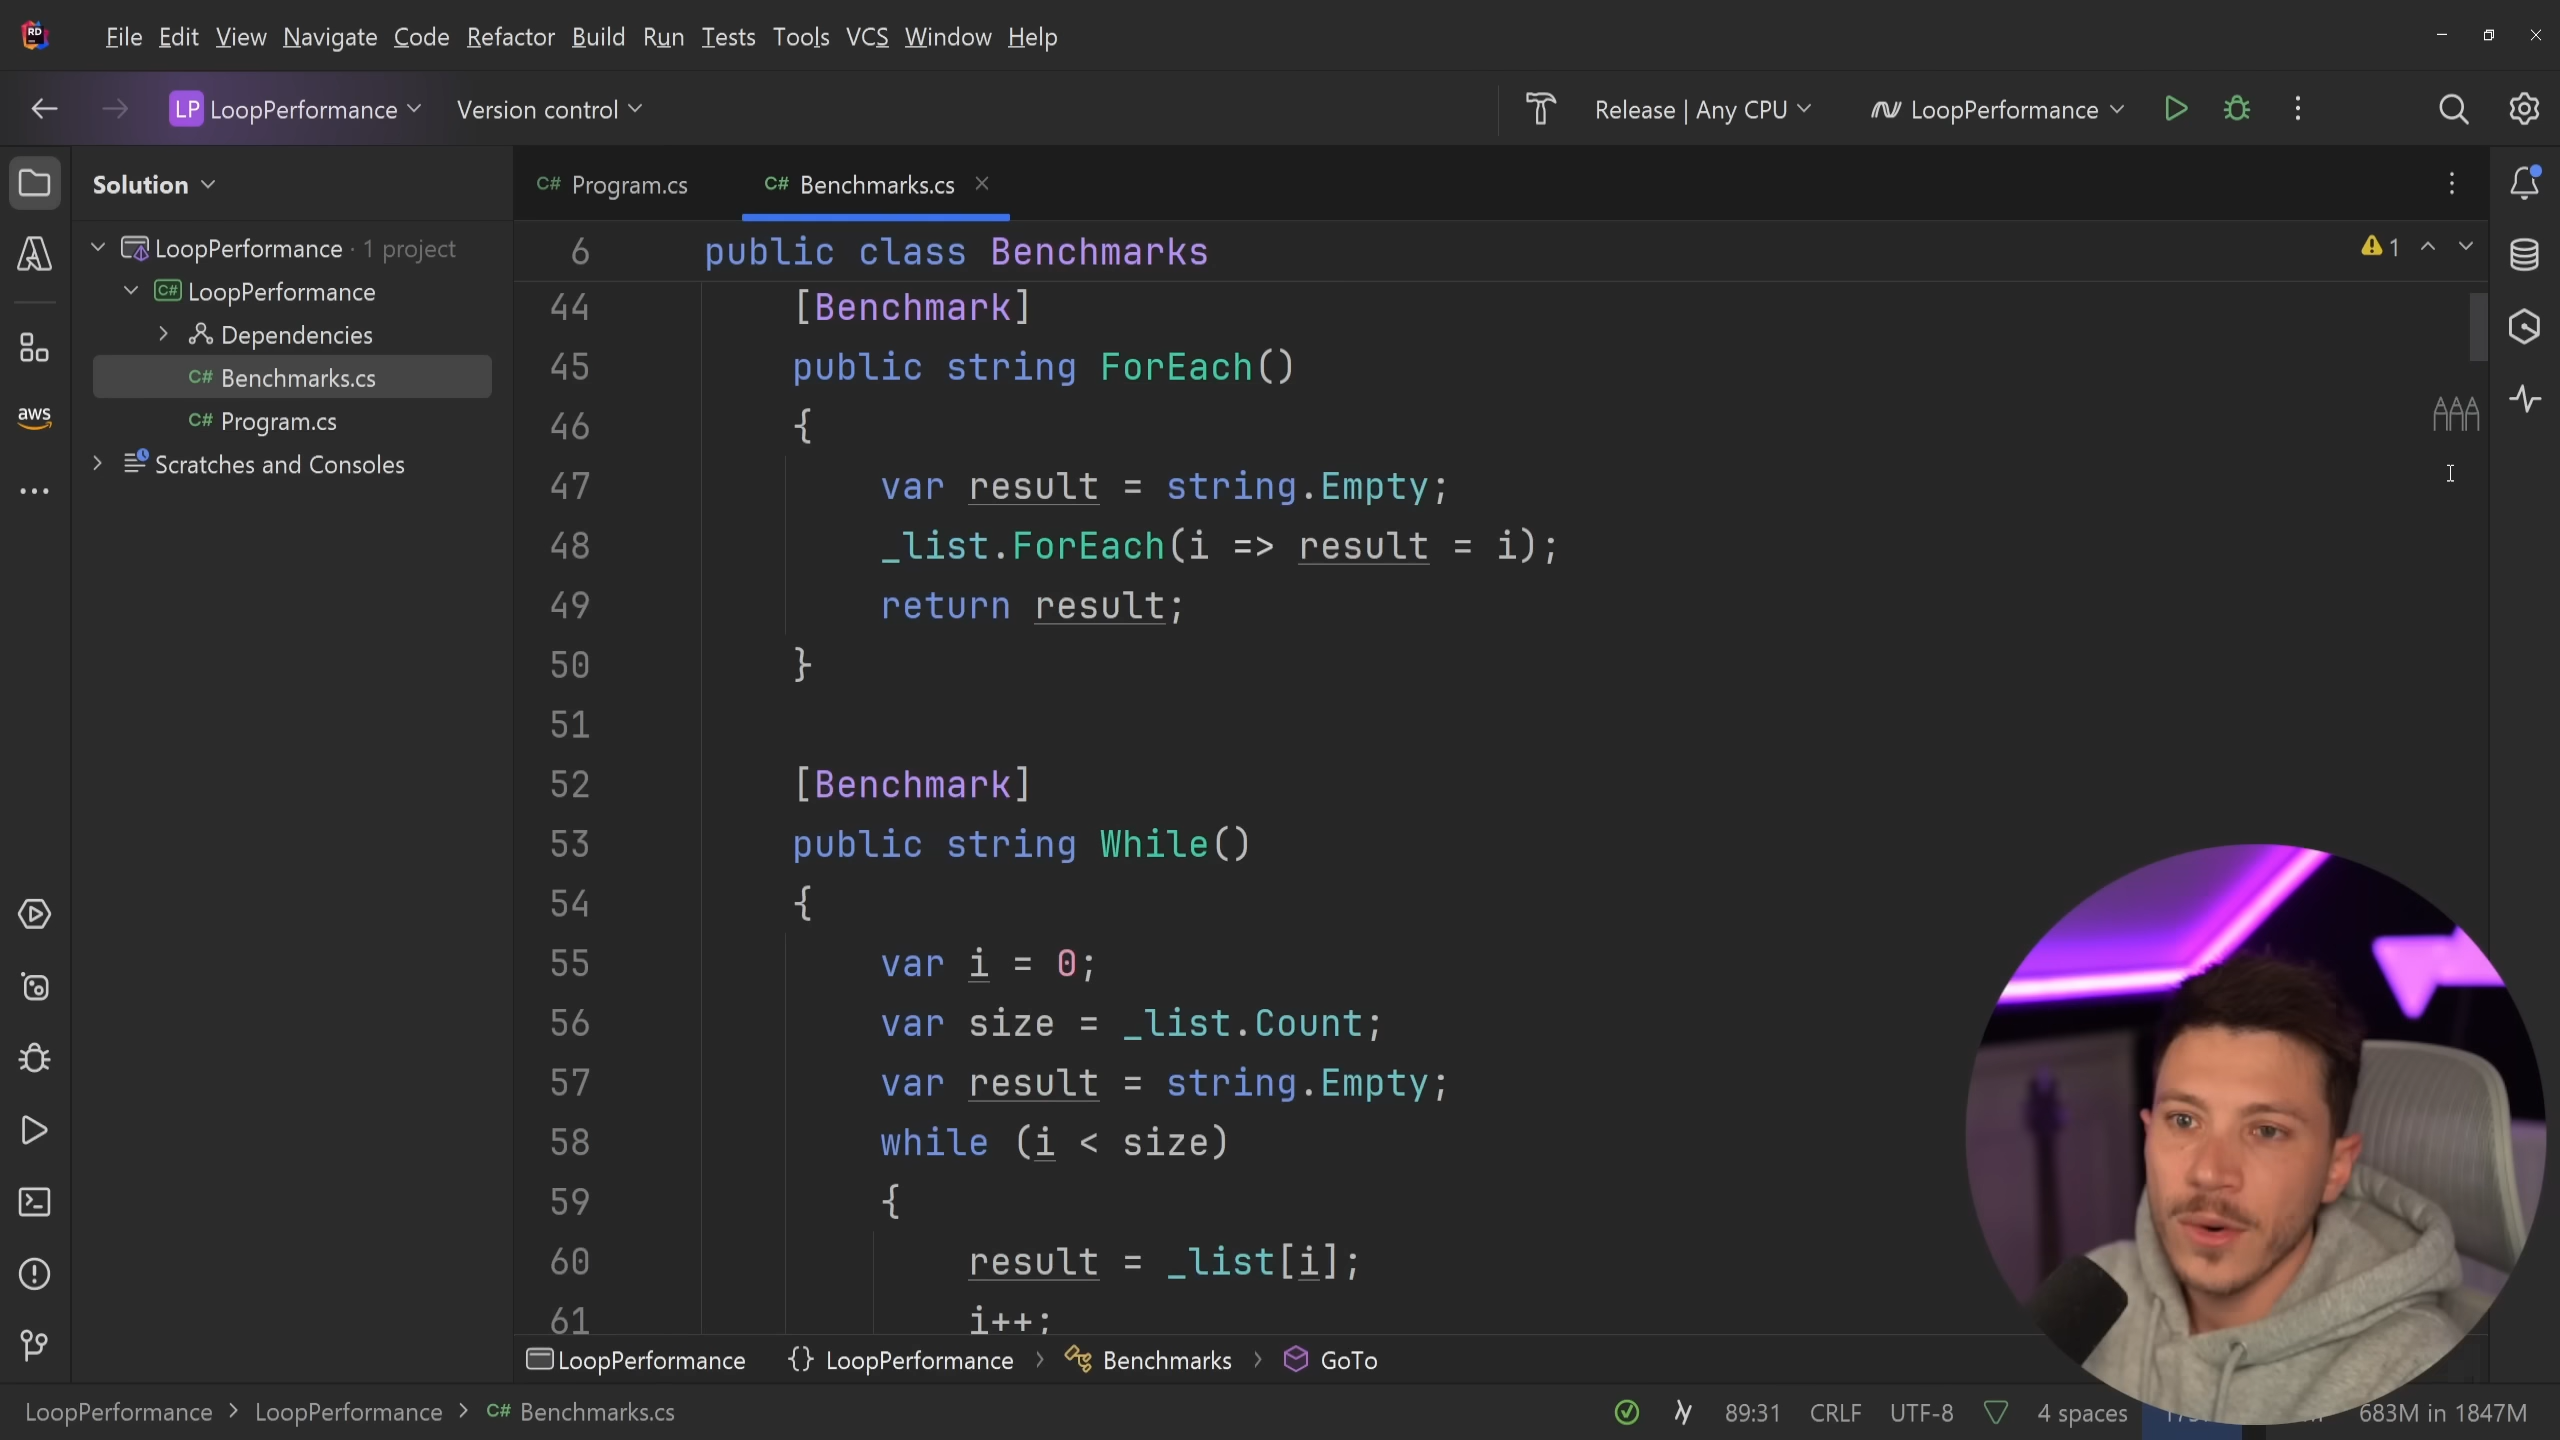 RD File Edit View Navigate Code Refactor Build Run Tests Tools VCS Window Help
LP LoopPerformance Version control Release | Any CPU LoopPerformance
Solution
LoopPerformance · 1 project
C# LoopPerformance
Dependencies
C# Benchmarks.cs
C# Program.cs
Scratches and Consoles
aws
C# Program.cs C# Benchmarks.cs
6 public class Benchmarks
1
44 [Benchmark]
45 public string ForEach()
46 {
47 var result = string.Empty;
48 _list.ForEach(i => result = i);
49 return result;
50 }
51
52 [Benchmark]
53 public string While()
54 {
55 var i = 0;
56 var size = _list.Count;
57 var result = string.Empty;
58 while (i < size)
59 {
60 result = _list[i];
61 i++;
LoopPerformance {} LoopPerformance › Benchmarks › GoTo
LoopPerformance > LoopPerformance > C# Benchmarks.cs
89:31 CRLF UTF-8 4 spaces 683M in 1847M